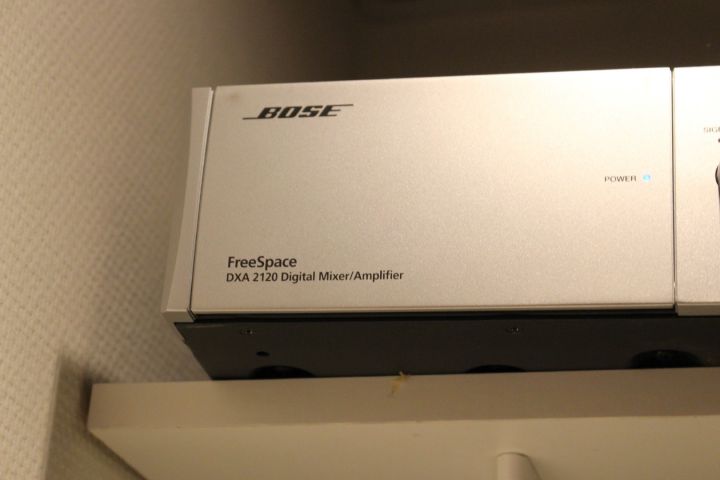 BOSE
POWER
FreeSpace
DXA 2120 Digital Mixer/Amplifier